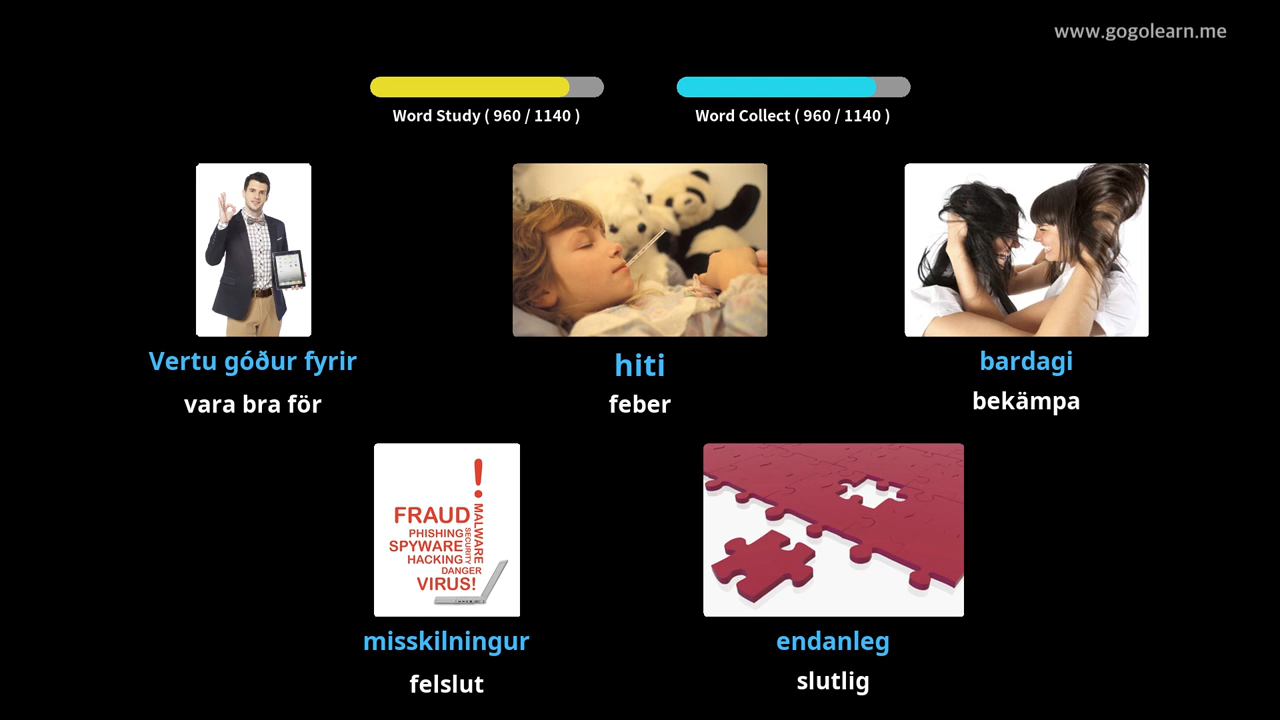 www.gogolearn.me
Word Study ( 960 / 1140 )
Word Collect ( 960 / 1140 )
Vertu góður fyrir
vara bra för
hiti
feber
bardagi
bekämpa
!
FRAUD
PHISHING
SPYWARE
HACKING
DANGER
VIRUS!
SECURITY
MALWARE
misskilningur
felslut
endanleg
slutlig